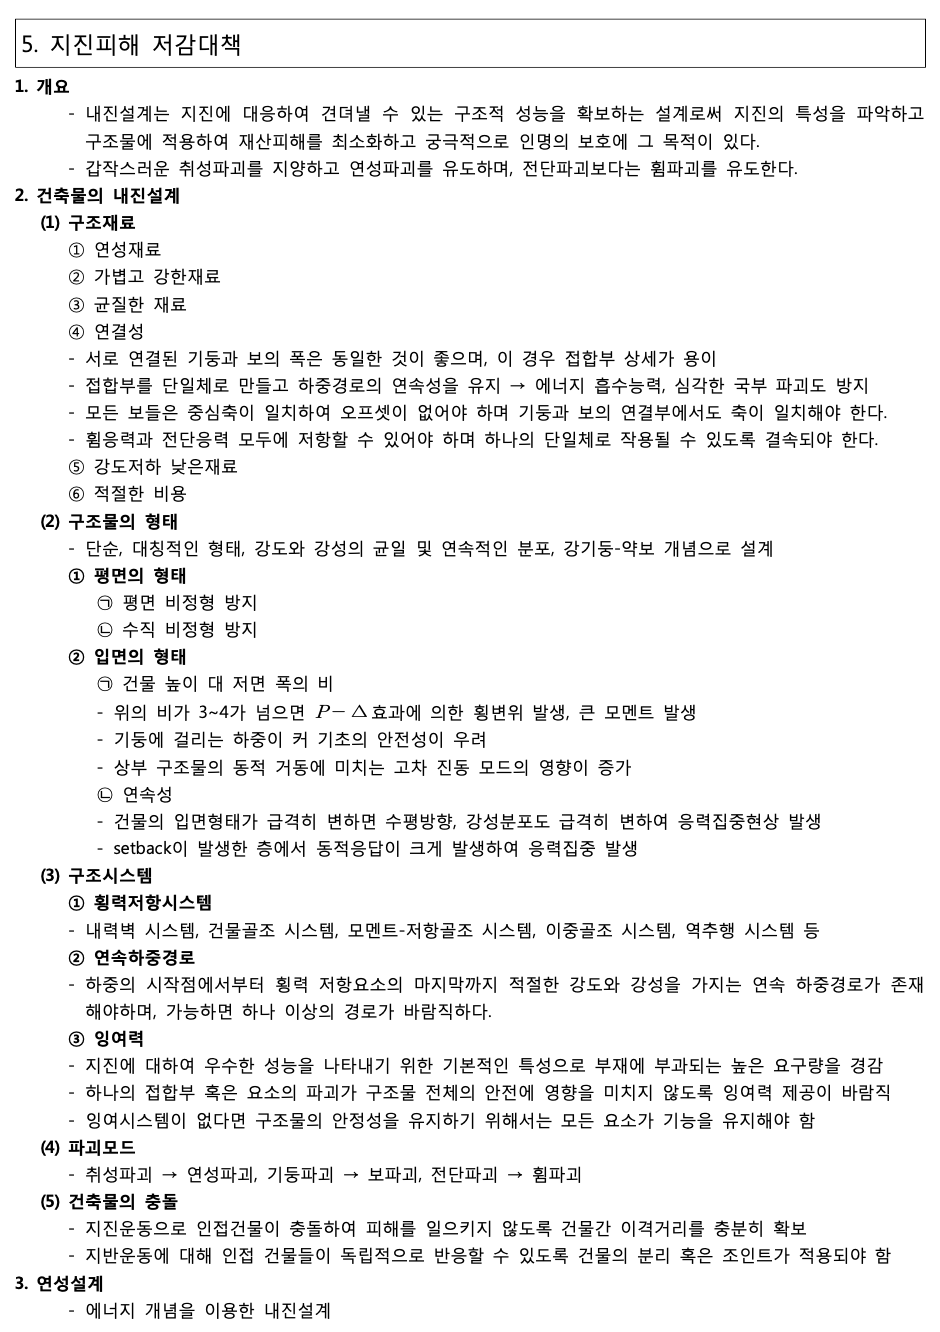 5. 지진피해 저감대책
1. 개요
- 내진설계는 지진에 대응하여 견뎌낼 수 있는 구조적 성능을 확보하는 설계로써 지진의 특성을 파악하고
구조물에 적용하여 재산피해를 최소화하고 궁극적으로 인명의 보호에 그 목적이 있다.
- 갑작스러운 취성파괴를 지양하고 연성파괴를 유도하며, 전단파괴보다는 휨파괴를 유도한다.
2. 건축물의 내진설계
(1) 구조재료
① 연성재료
② 가볍고 강한재료
③ 균질한 재료
④ 연결성
- 서로 연결된 기둥과 보의 폭은 동일한 것이 좋으며, 이 경우 접합부 상세가 용이
- 접합부를 단일체로 만들고 하중경로의 연속성을 유지 → 에너지 흡수능력, 심각한 국부 파괴도 방지
- 모든 보들은 중심축이 일치하여 오프셋이 없어야 하며 기둥과 보의 연결부에서도 축이 일치해야 한다.
- 휨응력과 전단응력 모두에 저항할 수 있어야 하며 하나의 단일체로 작용될 수 있도록 결속되야 한다.
⑤ 강도저하 낮은재료
⑥ 적절한 비용
(2) 구조물의 형태
- 단순, 대칭적인 형태, 강도와 강성의 균일 및 연속적인 분포, 강기둥-약보 개념으로 설계
① 평면의 형태
㉠ 평면 비정형 방지
㉡ 수직 비정형 방지
② 입면의 형태
㉠ 건물 높이 대 저면 폭의 비
- 위의 비가 3~4가 넘으면 P-△효과에 의한 횡변위 발생, 큰 모멘트 발생
- 기둥에 걸리는 하중이 커 기초의 안전성이 우려
- 상부 구조물의 동적 거동에 미치는 고차 진동 모드의 영향이 증가
㉡ 연속성
- 건물의 입면형태가 급격히 변하면 수평방향, 강성분포도 급격히 변하여 응력집중현상 발생
- setback이 발생한 층에서 동적응답이 크게 발생하여 응력집중 발생
(3) 구조시스템
① 횡력저항시스템
- 내력벽 시스템, 건물골조 시스템, 모멘트-저항골조 시스템, 이중골조 시스템, 역추행 시스템 등
② 연속하중경로
- 하중의 시작점에서부터 횡력 저항요소의 마지막까지 적절한 강도와 강성을 가지는 연속 하중경로가 존재
해야하며, 가능하면 하나 이상의 경로가 바람직하다.
③ 잉여력
- 지진에 대하여 우수한 성능을 나타내기 위한 기본적인 특성으로 부재에 부과되는 높은 요구량을 경감
- 하나의 접합부 혹은 요소의 파괴가 구조물 전체의 안전에 영향을 미치지 않도록 잉여력 제공이 바람직
- 잉여시스템이 없다면 구조물의 안정성을 유지하기 위해서는 모든 요소가 기능을 유지해야 함
(4) 파괴모드
- 취성파괴 → 연성파괴, 기둥파괴 → 보파괴, 전단파괴 → 휨파괴
(5) 건축물의 충돌
- 지진운동으로 인접건물이 충돌하여 피해를 일으키지 않도록 건물간 이격거리를 충분히 확보
- 지반운동에 대해 인접 건물들이 독립적으로 반응할 수 있도록 건물의 분리 혹은 조인트가 적용되야 함
3. 연성설계
- 에너지 개념을 이용한 내진설계